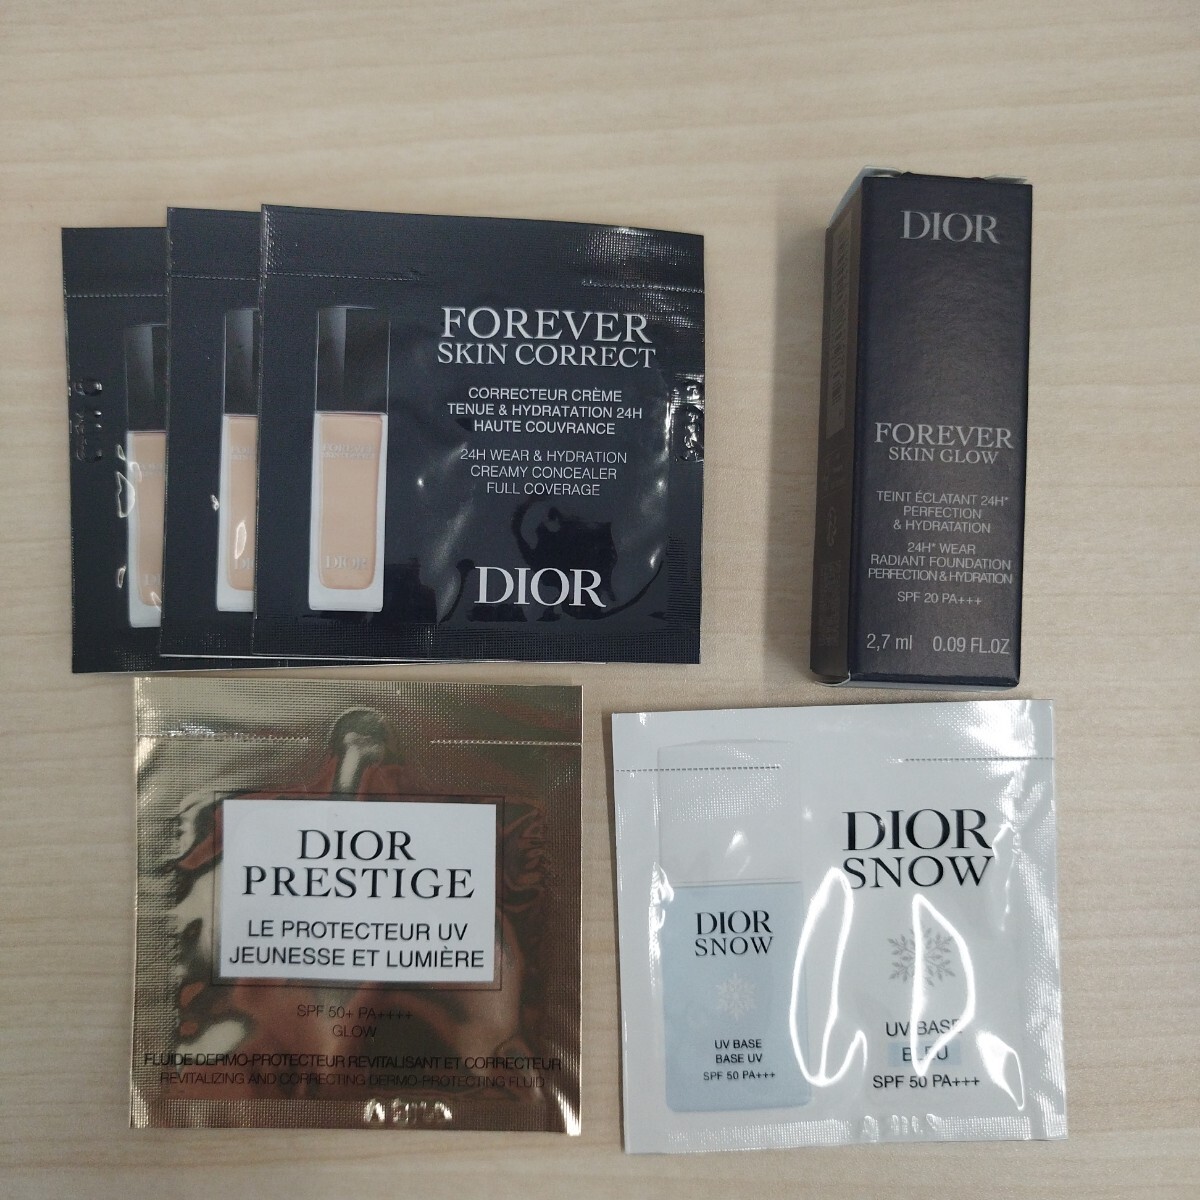 FOREVER
SKIN CORRECT
CORRECTEUR CRÈME
TENUE & HYDRATATION 24H
HAUTE COUVRANCE
24H WEAR & HYDRATION
CREAMY CONCEALER
FULL COVERAGE
DIOR
FOREVER
DIOR
DIOR
FOREVER
SKIN GLOW
TEINT ÉCLATANT 24H*
PERFECTION
& HYDRATATION
24H* WEAR
RADIANT FOUNDATION
PERFECTION & HYDRATION
SPF 20 PA+++
2,7 ml 0.09 FL.OZ
DIOR
PRESTIGE
LE PROTECTEUR UV
JEUNESSE ET LUMIÈRE
SPF 50+ PA++++
GLOW
FLUIDE DERMO-PROTECTEUR REVITALISANT ET CORRECTEUR
REVITALIZING AND CORRECTING DERMO-PROTECTING FLUID
DIOR
SNOW
UV BASE
BASE UV
SPF 50 PA+++
DIOR
SNOW
UV BASE
BLEU
SPF 50 PA+++